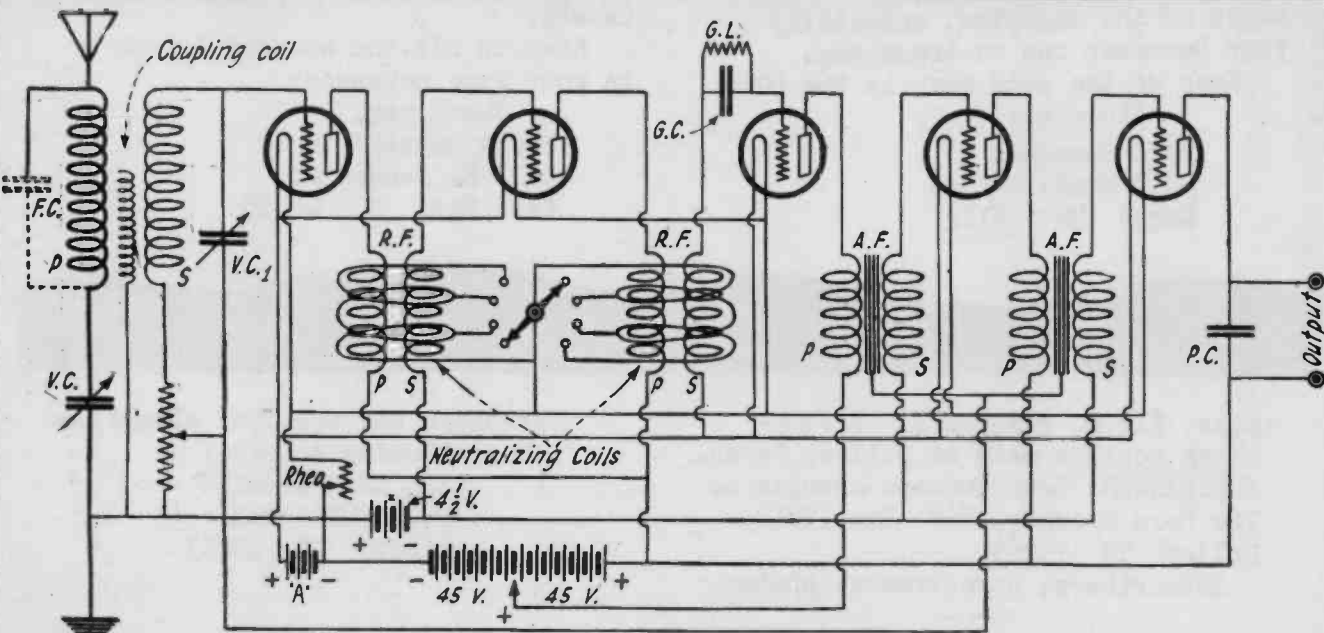 G.L.
Coupling coil
G.C.
F.C.
P
S
V.C.1
R.F.
R.F.
A.F.
A.F.
V.C.
P S
P S
P
S
P
S
P.C.
Output
Neutralizing Coils
Rheo.
4½ V.
+ -
+ A -
- +
45 V. 45 V.
+